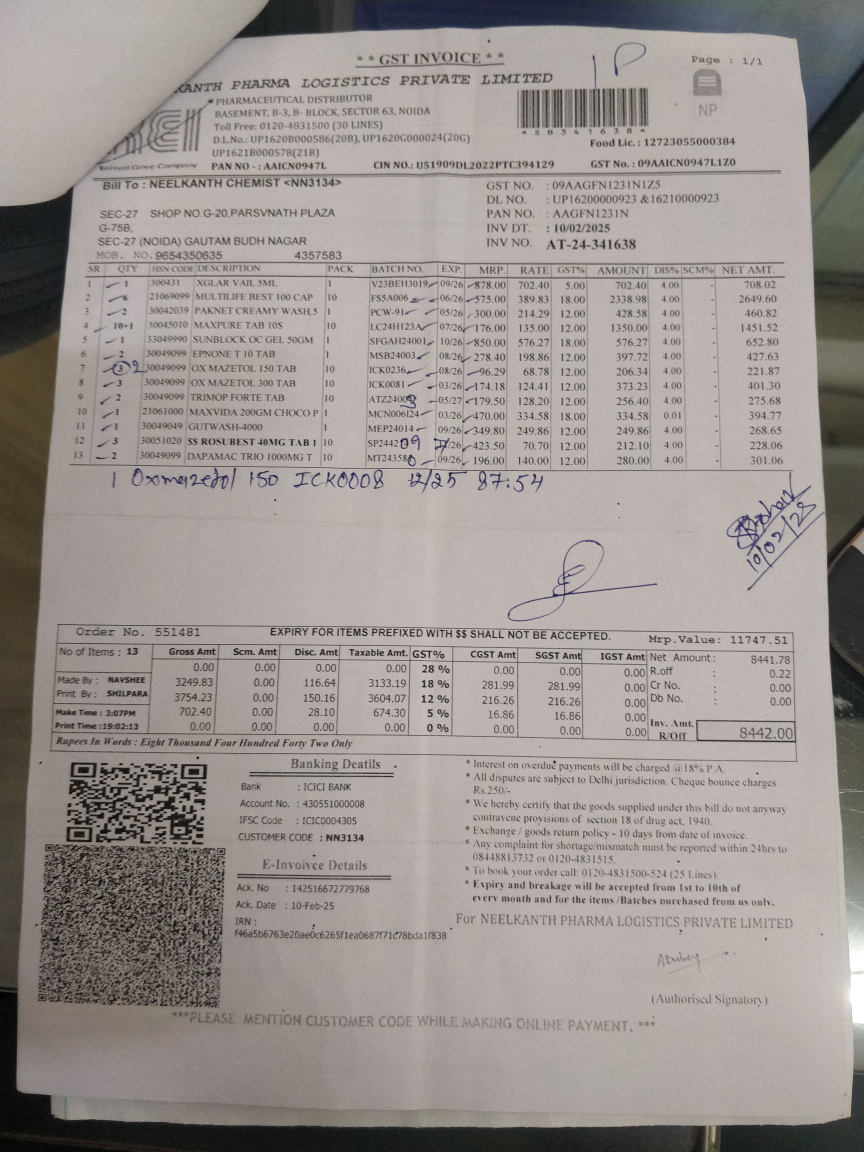 ** GST INVOICE **
1P
Page : 1/1
KANTH PHARMA LOGISTICS PRIVATE LIMITED
PHARMACEUTICAL DISTRIBUTOR
BASEMENT, B-3, B- BLOCK, SECTOR 63, NOIDA
Toll Free: 0120-4831500 (30 LINES)
D.L.No.: UP1620B000586(20B), UP1620G000024(20G)
UP1621B000578(21B)
PAN NO - : AAICN0947L
CIN NO.: U51909DL2022PTC394129
*SB341638*
NP
Food Lic. : 12723055000384
GST No. : 09AAICN0947L1Z0
Bill To : NEELKANTH CHEMIST <NN3134>
SEC-27 SHOP NO.G-20,PARSVNATH PLAZA
G-75B,
SEC-27 (NOIDA) GAUTAM BUDH NAGAR
MOB. NO. 9654350635 4357583
GST NO. : 09AAGFN1231N1Z5
DL NO. : UP16200000923 &16210000923
PAN NO. : AAGFN1231N
INV DT. : 10/02/2025
INV NO. AT-24-341638
SR QTY HSN CODE DESCRIPTION PACK BATCH NO. EXP. MRP. RATE GST% AMOUNT DIS% SCM% NET AMT.
1 1 300431 XGLAR VAIL 3ML 1 V23BEH3019 09/26 878.00 702.40 5.00 702.40 4.00 - 708.02
2 6 21069099 MULTILIFE BEST 100 CAP 10 FS5A006 06/26 575.00 389.83 18.00 2338.98 4.00 - 2649.60
3 2 30042039 PAKNET CREAMY WASH 5 1 PCW-91 05/26 300.00 214.29 12.00 428.58 4.00 - 460.82
4 10+1 30045010 MAXPURE TAB 10S 10 LC24H123A 07/26 176.00 135.00 12.00 1350.00 4.00 - 1451.52
5 1 33049990 SUNBLOCK OC GEL 50GM 1 SFGAH24001 10/26 850.00 576.27 18.00 576.27 4.00 - 652.80
6 2 30049099 EPNONE T 10 TAB 10 MSB24003 08/26 278.40 198.86 12.00 397.72 4.00 - 427.63
7 3 2 30049099 OX MAZETOL 150 TAB 10 ICK0236 08/26 96.29 68.78 12.00 206.34 4.00 - 221.87
8 3 30049099 OX MAZETOL 300 TAB 10 ICK0081 03/26 174.18 124.41 12.00 373.23 4.00 - 401.30
9 2 30049099 TRIMOP FORTE TAB 10 ATZ24003 05/27 179.50 128.20 12.00 256.40 4.00 - 275.68
10 1 21061000 MAXVIDA 200GM CHOCO P 1 MCN006124 03/26 470.00 334.58 18.00 334.58 0.01 - 394.77
11 1 30049049 GUTWASH-4000 1 MEP24014 09/26 349.80 249.86 12.00 249.86 4.00 - 268.65
12 3 30051020 $$ ROSUBEST 40MG TAB 1 10 SP244209 /26 423.50 70.70 12.00 212.10 4.00 - 228.06
13 2 30049099 DAPAMAC TRIO 1000MG T 10 MT243580 09/26 196.00 140.00 12.00 280.00 4.00 - 301.06
1 Oxmazetol 150 ICK0008 12/25 87:54
10/02/25
Order No. 551481 EXPIRY FOR ITEMS PREFIXED WITH $$ SHALL NOT BE ACCEPTED. Mrp.Value: 11747.51
No of Items : 13 Gross Amt Scm. Amt Disc. Amt Taxable Amt. GST% CGST Amt SGST Amt IGST Amt Net Amount : 8441.78
0.00 0.00 0.00 0.00 28 % 0.00 0.00 0.00 R.off : 0.22
Made By : NAVSHEE 3249.83 0.00 116.64 3133.19 18 % 281.99 281.99 0.00 Cr No. : 0.00
Print By : SHILPARA 3754.23 0.00 150.16 3604.07 12 % 216.26 216.26 0.00 Db No. : 0.00
Make Time : 3:07PM 702.40 0.00 28.10 674.30 5 % 16.86 16.86 0.00
Print Time :19:02:13 0.00 0.00 0.00 0.00 0 % 0.00 0.00 0.00 Inv. Amt. R/Off 8442.00
Rupees In Words : Eight Thousand Four Hundred Forty Two Only
Banking Deatils
Bank : ICICI BANK
Account No. : 430551000008
IFSC Code : ICIC0004305
CUSTOMER CODE : NN3134
E-Invoivce Details
Ack. No : 142516672779768
Ack. Date : 10-Feb-25
IRN :
f46a5b6763e20ae0c6265f1ea0687f71c78bda1f838
* Interest on overdue payments will be charged @18% P.A.
* All disputes are subject to Delhi jurisdiction. Cheque bounce charges
Rs.250/-
* We hereby certify that the goods supplied under this bill do not anyway
contravene provisions of section 18 of drug act, 1940.
* Exchange / goods return policy - 10 days from date of invoice.
* Any complaint for shortage/mismatch must be reported within 24hrs to
08448813732 or 0120-4831515.
* To book your order call: 0120-4831500-524 (25 Lines).
* Expiry and breakage will be accepted from 1st to 10th of
every month and for the items /Batches purchased from us only.
For NEELKANTH PHARMA LOGISTICS PRIVATE LIMITED
(Authorised Signatory)
***PLEASE MENTION CUSTOMER CODE WHILE MAKING ONLINE PAYMENT. ***